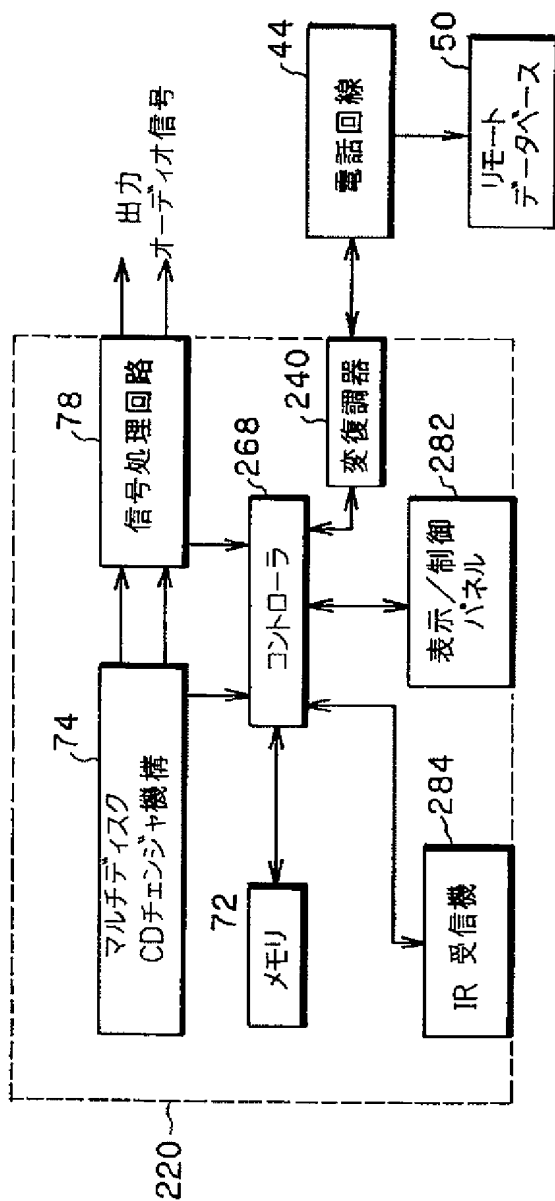 220
74
マルチディスク
CDチェンジャ機構
78
信号処理回路
出力
オーディオ信号
72
メモリ
268
コントローラ
240
変復調器
44
電話回線
284
IR 受信機
282
表示／制御
パネル
50
リモート
データベース